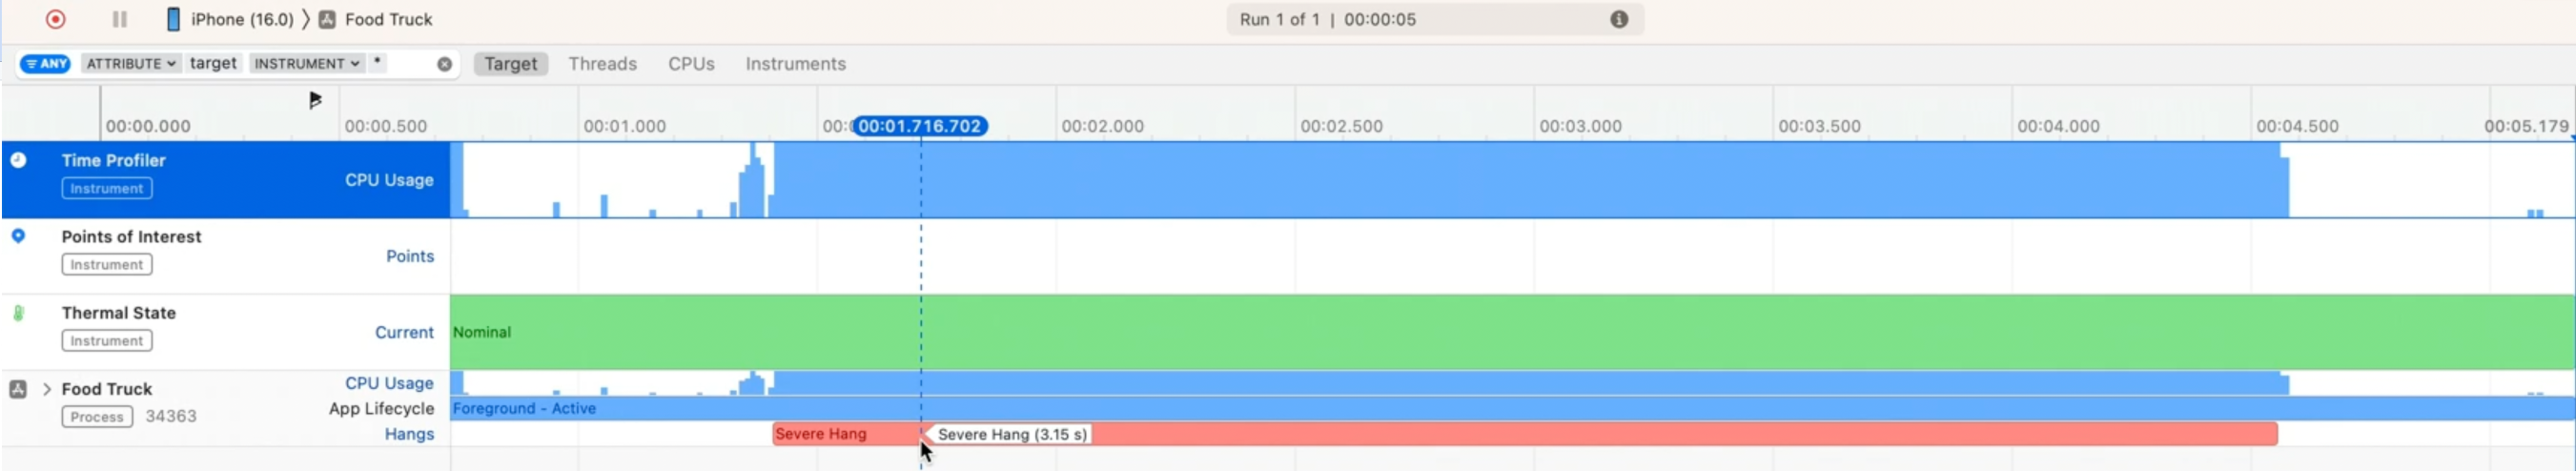 iPhone (16.0) 〉 Food Truck
Run 1 of 1 | 00:00:05
ANY ATTRIBUTE target INSTRUMENT * Target Threads CPUs Instruments
00:00.000 00:00.500 00:01.000 00:0 00:01.716.702 00:02.000 00:02.500 00:03.000 00:03.500 00:04.000 00:04.500 00:05.179
Time Profiler
Instrument
CPU Usage
Points of Interest
Instrument
Points
Thermal State
Instrument
Current
Nominal
Food Truck
Process 34363
CPU Usage
App Lifecycle
Foreground - Active
Hangs
Severe Hang
Severe Hang (3.15 s)